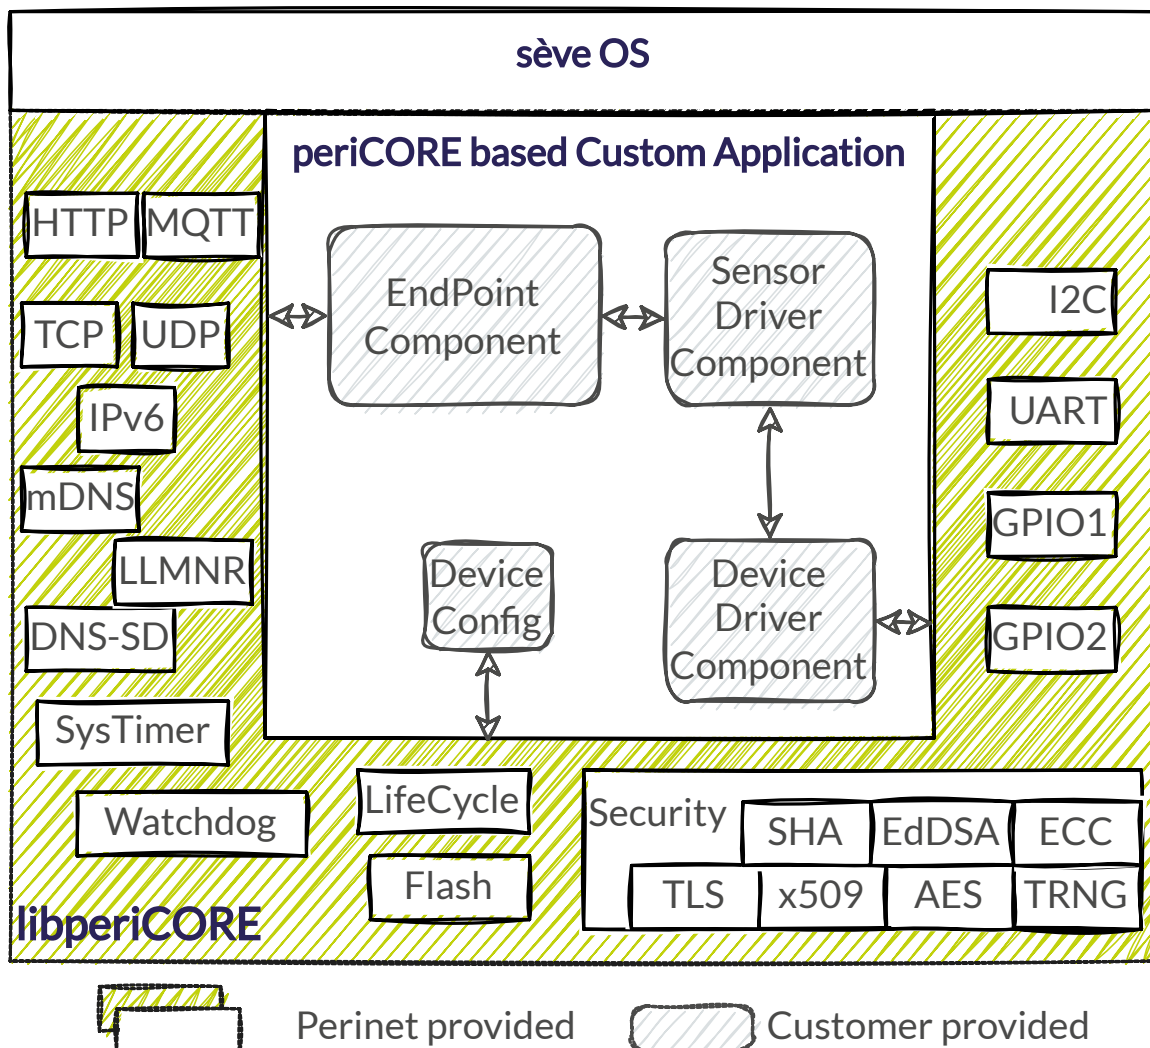 sève OS
periCORE based Custom Application
HTTP
MQTT
TCP
UDP
IPv6
mDNS
LLMNR
DNS-SD
SysTimer
Watchdog
EndPoint
Component
Sensor
Driver
Component
Device
Config
Device
Driver
Component
I2C
UART
GPIO1
GPIO2
LifeCycle
Flash
Security
SHA
EdDSA
ECC
TLS
x509
AES
TRNG
libperiCORE
Perinet provided
Customer provided